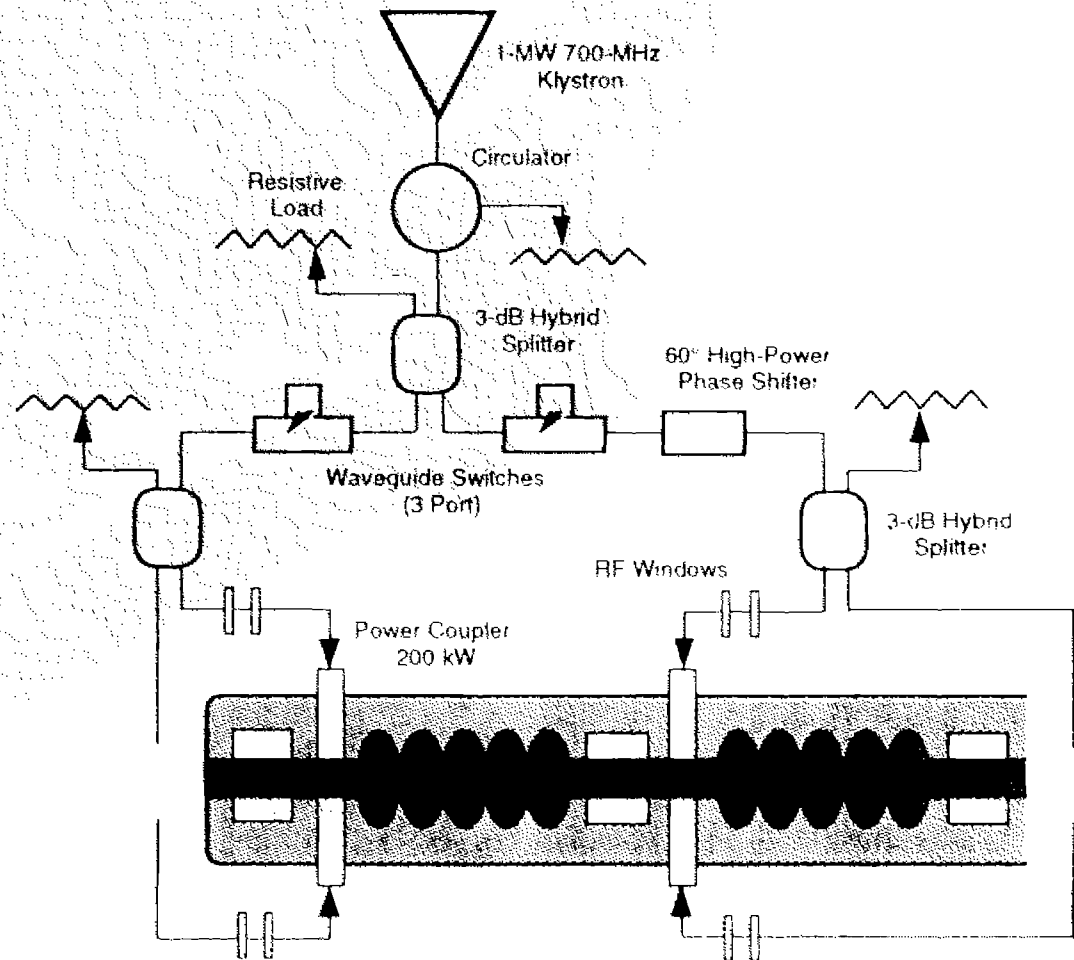 1-MW 700-MHz
Klystron
Circulator
Resistive
Load
3-dB Hybrid
Splitter
60° High-Power
Phase Shifter
Waveguide Switches
(3 Port)
3-dB Hybrid
Splitter
RF Windows
Power Coupler
200 kW